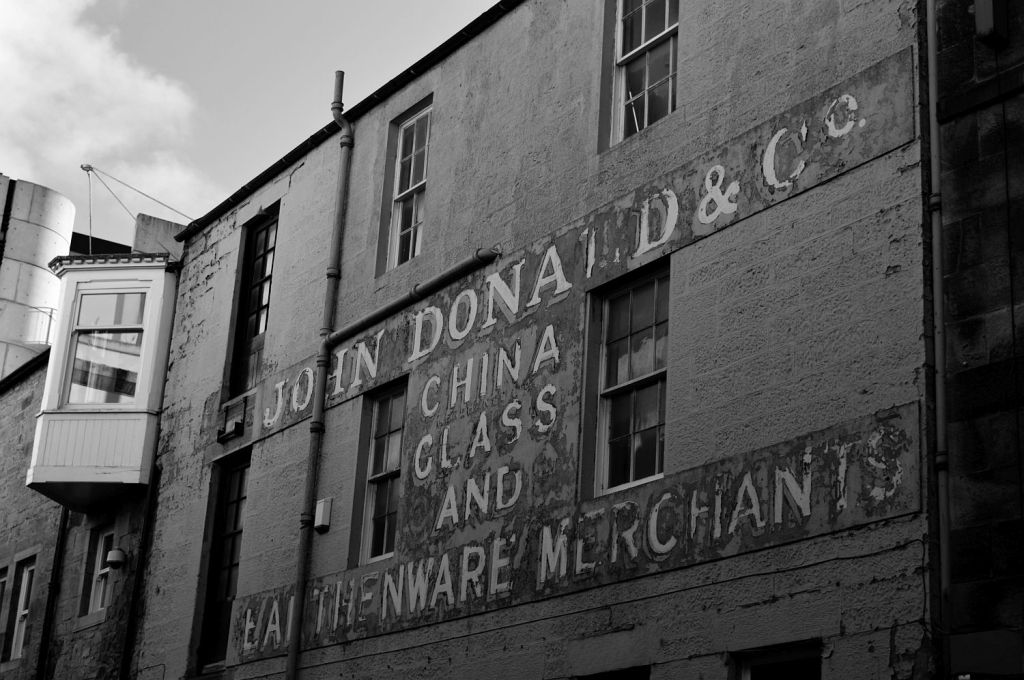 JOHN DONALD & Co.
CHINA
GLASS
AND
EARTHENWARE MERCHANTS